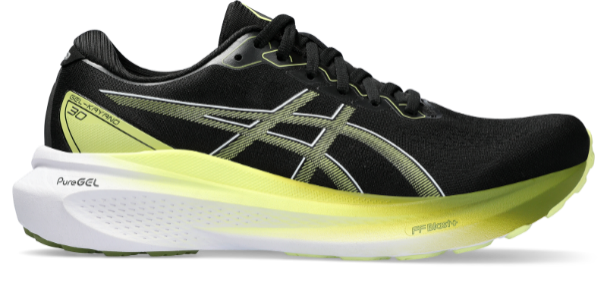 GEL-KAYANO
30
PureGEL
FF Blast+